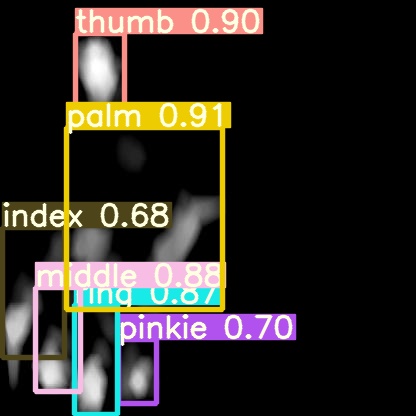 thumb 0.90
palm 0.91
index 0.68
middle 0.88
ring 0.87
pinkie 0.70